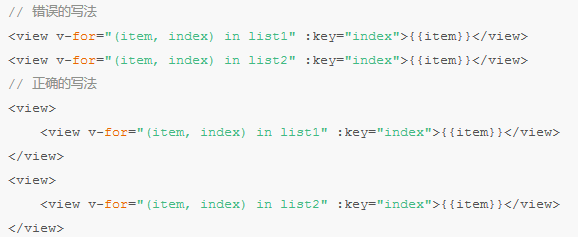 // 错误的写法
<view v-for="(item, index) in list1" :key="index">{{item}}</view>
<view v-for="(item, index) in list2" :key="index">{{item}}</view>
// 正确的写法
<view>
    <view v-for="(item, index) in list1" :key="index">{{item}}</view>
</view>
<view>
    <view v-for="(item, index) in list2" :key="index">{{item}}</view>
</view>